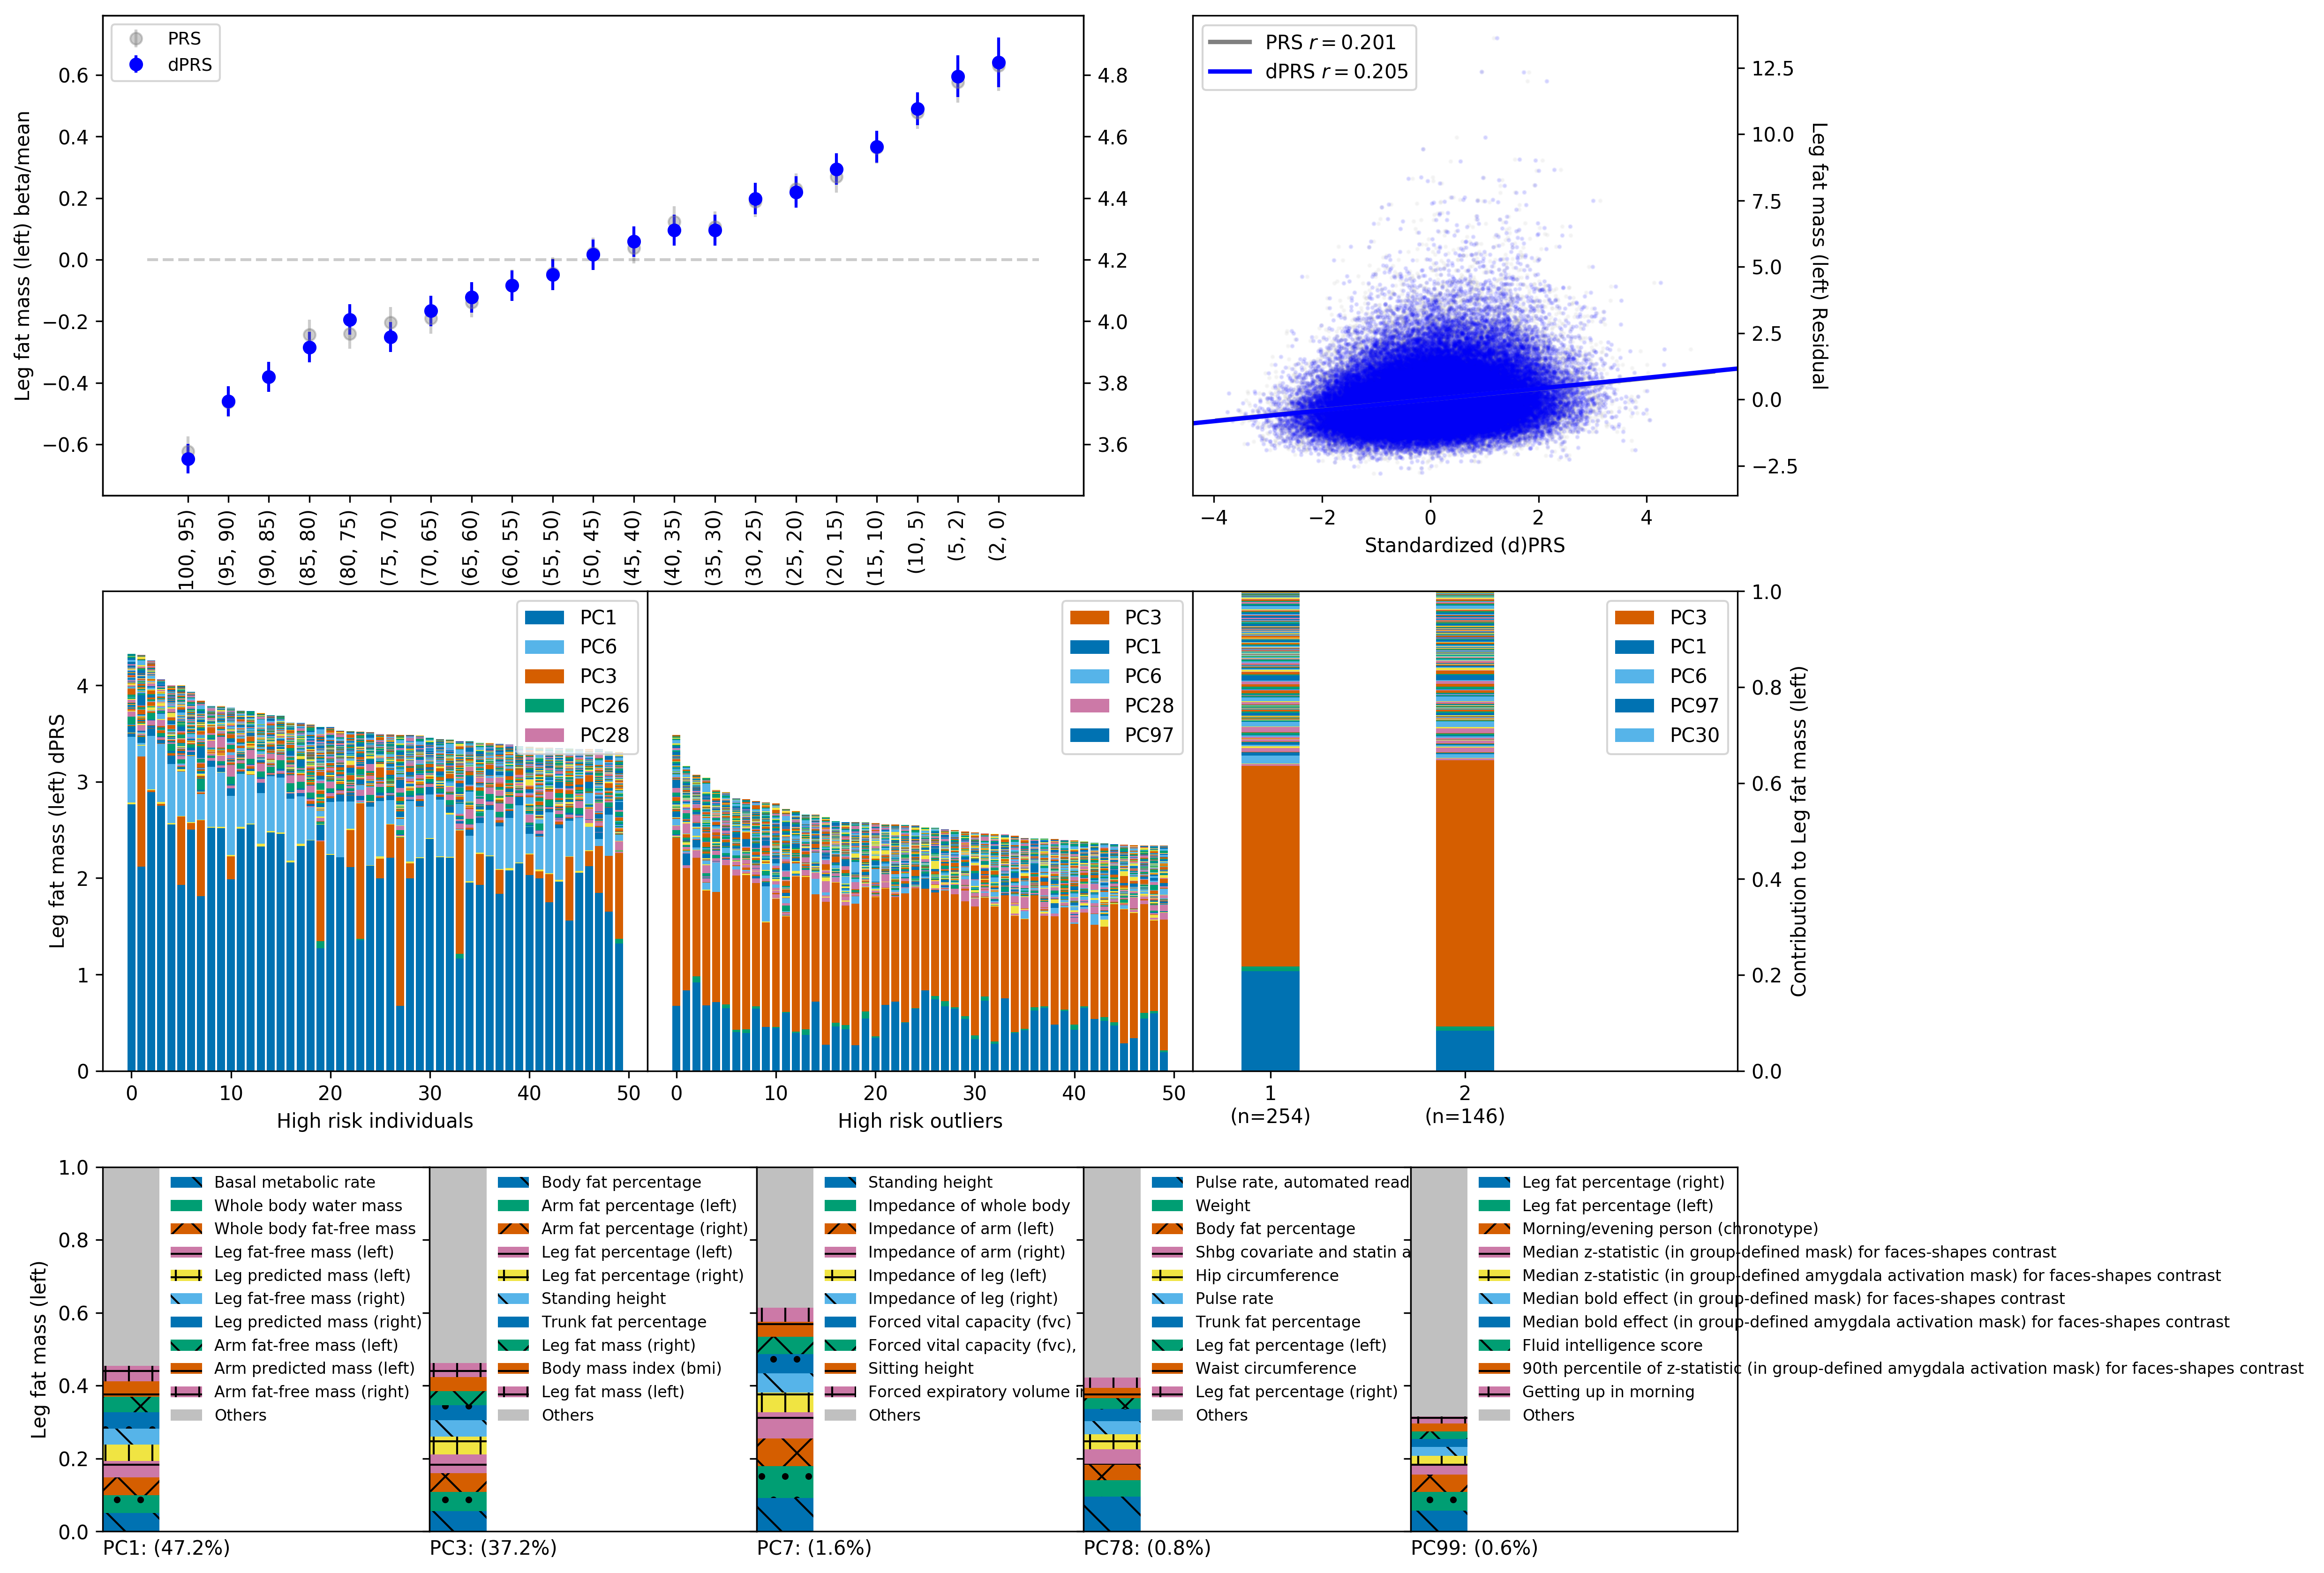 PRS
dPRS
Leg fat mass (left) beta/mean
0.6
0.4
0.2
0.0
−0.2
−0.4
−0.6
4.8
4.6
4.4
4.2
4.0
3.8
3.6
100, 95)
(95, 90)
(90, 85)
(85, 80)
(80, 75)
(75, 70)
(70, 65)
(65, 60)
(60, 55)
(55, 50)
(50, 45)
(45, 40)
(40, 35)
(35, 30)
(30, 25)
(25, 20)
(20, 15)
(15, 10)
(10, 5)
(5, 2)
(2, 0)
PRS r = 0.201
dPRS r = 0.205
12.5
10.0
7.5
5.0
2.5
0.0
−2.5
Leg fat mass (left) Residual
−4 −2 0 2 4
Standardized (d)PRS
Leg fat mass (left) dPRS
4
3
2
1
0
PC1
PC6
PC3
PC26
PC28
0 10 20 30 40 50
High risk individuals
PC3
PC1
PC6
PC28
PC97
0 10 20 30 40 50
High risk outliers
PC3
PC1
PC6
PC97
PC30
1 2
(n=254) (n=146)
1.0
0.8
0.6
0.4
0.2
0.0
Contribution to Leg fat mass (left)
Leg fat mass (left)
1.0
0.8
0.6
0.4
0.2
0.0
Basal metabolic rate
Whole body water mass
Whole body fat-free mass
Leg fat-free mass (left)
Leg predicted mass (left)
Leg fat-free mass (right)
Leg predicted mass (right)
Arm fat-free mass (left)
Arm predicted mass (left)
Arm fat-free mass (right)
Others
PC1: (47.2%)
Body fat percentage
Arm fat percentage (left)
Arm fat percentage (right)
Leg fat percentage (left)
Leg fat percentage (right)
Standing height
Trunk fat percentage
Leg fat mass (right)
Body mass index (bmi)
Leg fat mass (left)
Others
PC3: (37.2%)
Standing height
Impedance of whole body
Impedance of arm (left)
Impedance of arm (right)
Impedance of leg (left)
Impedance of leg (right)
Forced vital capacity (fvc)
Forced vital capacity (fvc),
Sitting height
Forced expiratory volume i
Others
PC7: (1.6%)
Pulse rate, automated read
Weight
Body fat percentage
Shbg covariate and statin a
Hip circumference
Pulse rate
Trunk fat percentage
Leg fat percentage (left)
Waist circumference
Leg fat percentage (right)
Others
PC78: (0.8%)
Leg fat percentage (right)
Leg fat percentage (left)
Morning/evening person (chronotype)
Median z-statistic (in group-defined mask) for faces-shapes contrast
Median z-statistic (in group-defined amygdala activation mask) for faces-shapes contrast
Median bold effect (in group-defined mask) for faces-shapes contrast
Median bold effect (in group-defined amygdala activation mask) for faces-shapes contrast
Fluid intelligence score
90th percentile of z-statistic (in group-defined amygdala activation mask) for faces-shapes contrast
Getting up in morning
Others
PC99: (0.6%)